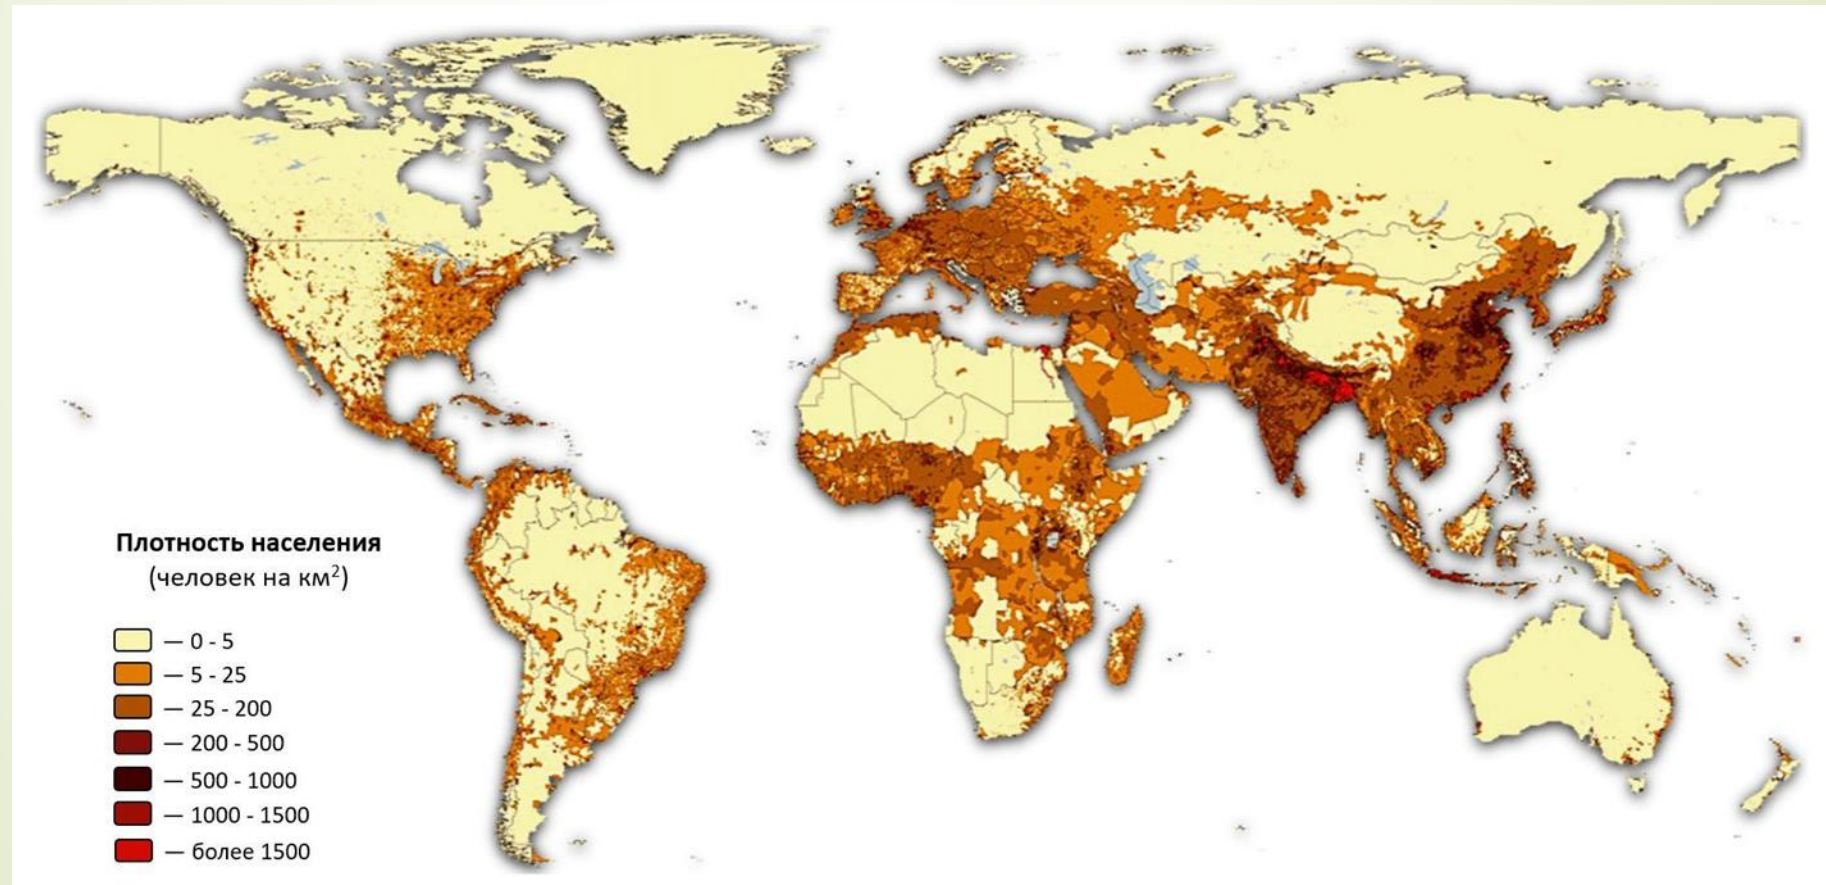 Плотность населения
(человек на км²)
— 0 - 5
— 5 - 25
— 25 - 200
— 200 - 500
— 500 - 1000
— 1000 - 1500
— более 1500